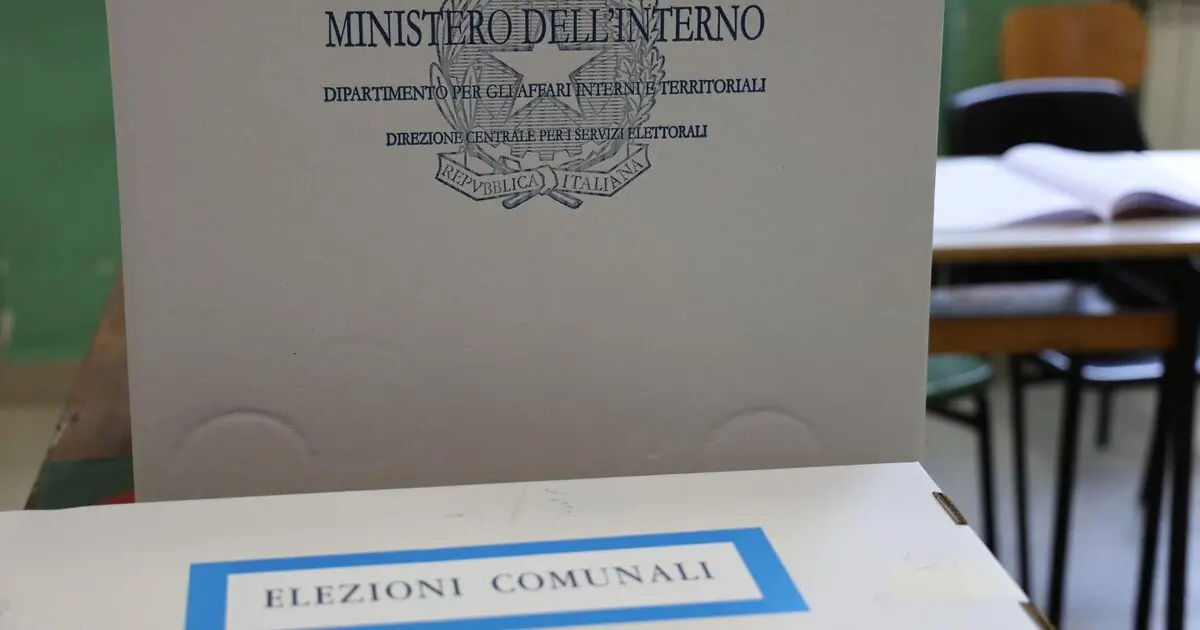 MINISTERO DELL'INTERNO
DIPARTIMENTO PER GLI AFFARI INTERNI E TERRITORIALI
DIREZIONE CENTRALE PER I SERVIZI ELETTORALI
REPVBBLICA ITALIANA
ELEZIONI COMUNALI